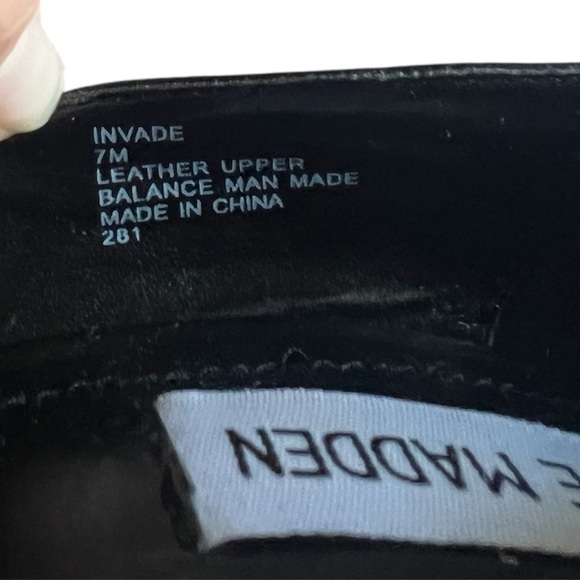 INVADE
7M
LEATHER UPPER
BALANCE MAN MADE
MADE IN CHINA
281
E MADDEN